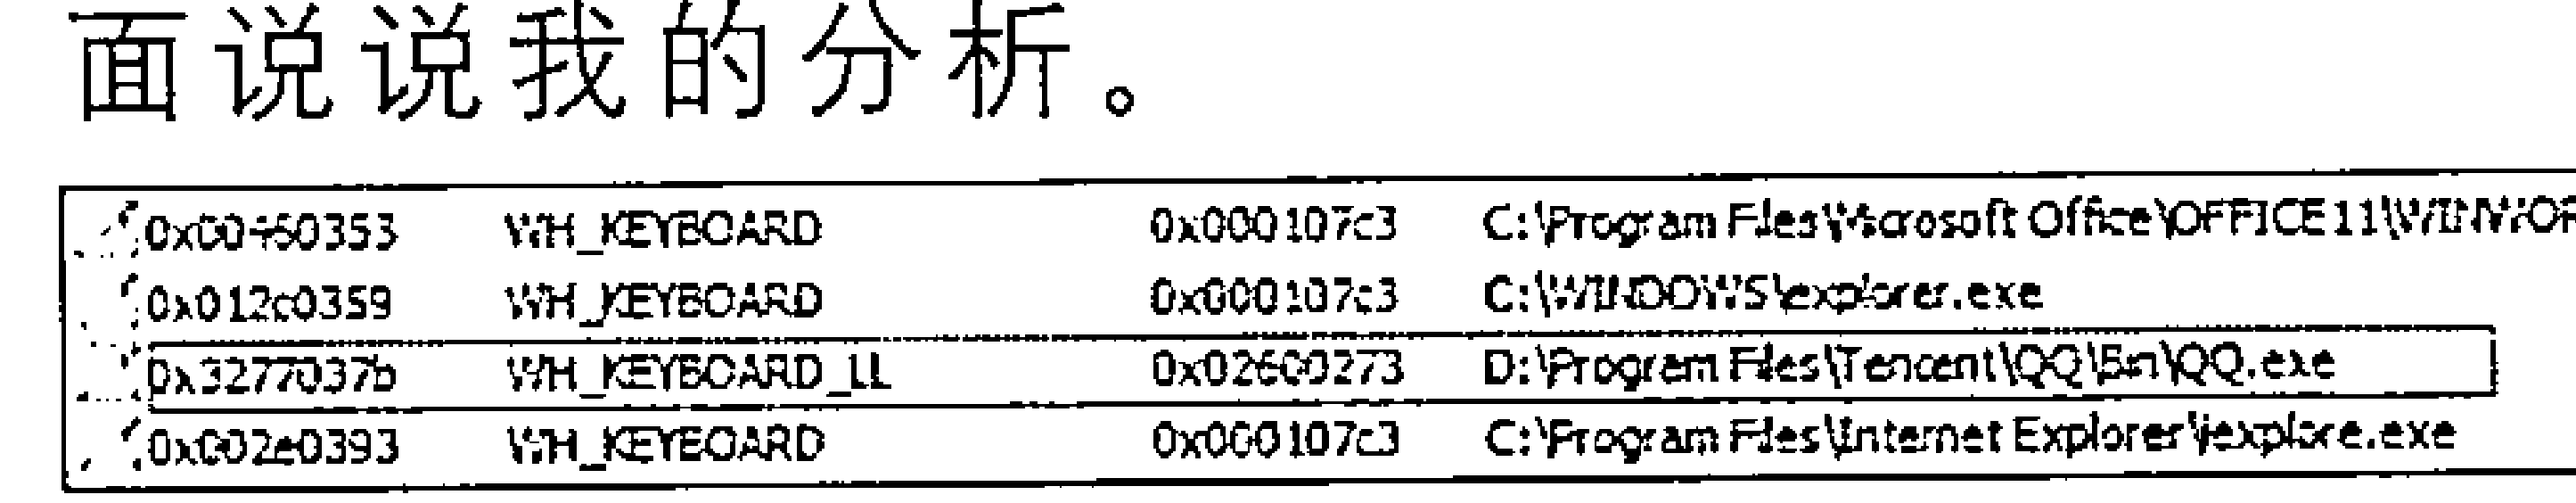 面说说我的分析。
0x00460353 WH_KEYBOARD 0x000107c3 C:\Program Files\Microsoft Office\OFFICE11\WINWOR
0x012c0359 WH_KEYBOARD 0x000107c3 C:\WINDOWS\explorer.exe
0x3277037b WH_KEYBOARD_LL 0x02600273 D:\Program Files\Tencent\QQ\Bin\QQ.exe
0x002e0393 WH_KEYBOARD 0x000107c3 C:\Program Files\Internet Explorer\iexplore.exe